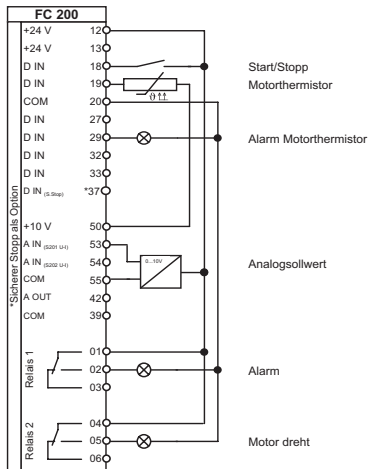 FC 200
+24 V 12
+24 V 13
D IN 18 Start/Stopp
D IN 19 Motorthermistor
ϑ ↑↑
COM 20
D IN 27
D IN 29 Alarm Motorthermistor
D IN 32
D IN 33
D IN (S.Stop) *37
+10 V 50
A IN (S201 U-I) 53
A IN (S202 U-I) 54
0...10V
Analogsollwert
COM 55
A OUT 42
COM 39
*Sicherer Stopp als Option
Relais 1
01
02 Alarm
03
Relais 2
04
05 Motor dreht
06